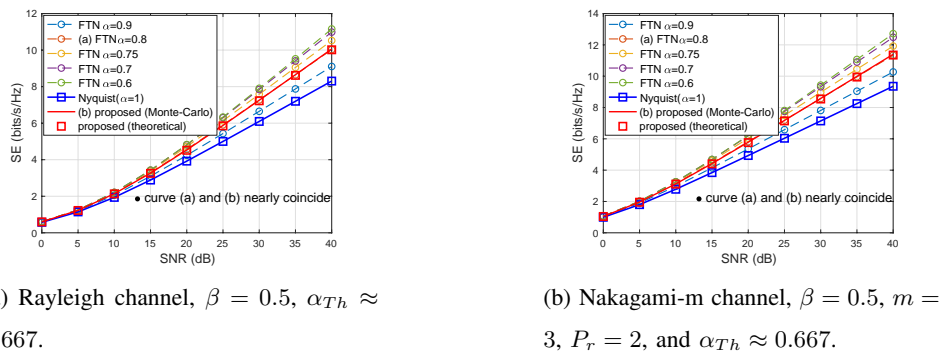 12
10
8
6
4
2
0
SE (bits/s/Hz)
FTN α=0.9
(a) FTN α=0.8
FTN α=0.75
FTN α=0.7
FTN α=0.6
Nyquist(α=1)
(b) proposed (Monte-Carlo)
proposed (theoretical)
• curve (a) and (b) nearly coincide
0 5 10 15 20 25 30 35 40
SNR (dB)
) Rayleigh channel, β = 0.5, α_{Th} ≈
667.
14
12
10
8
6
4
2
0
SE (bits/s/Hz)
FTN α=0.9
(a) FTN α=0.8
FTN α=0.75
FTN α=0.7
FTN α=0.6
Nyquist(α=1)
(b) proposed (Monte-Carlo)
proposed (theoretical)
• curve (a) and (b) nearly coincide
0 5 10 15 20 25 30 35 40
SNR (dB)
(b) Nakagami-m channel, β = 0.5, m =
3, P_r = 2, and α_{Th} ≈ 0.667.